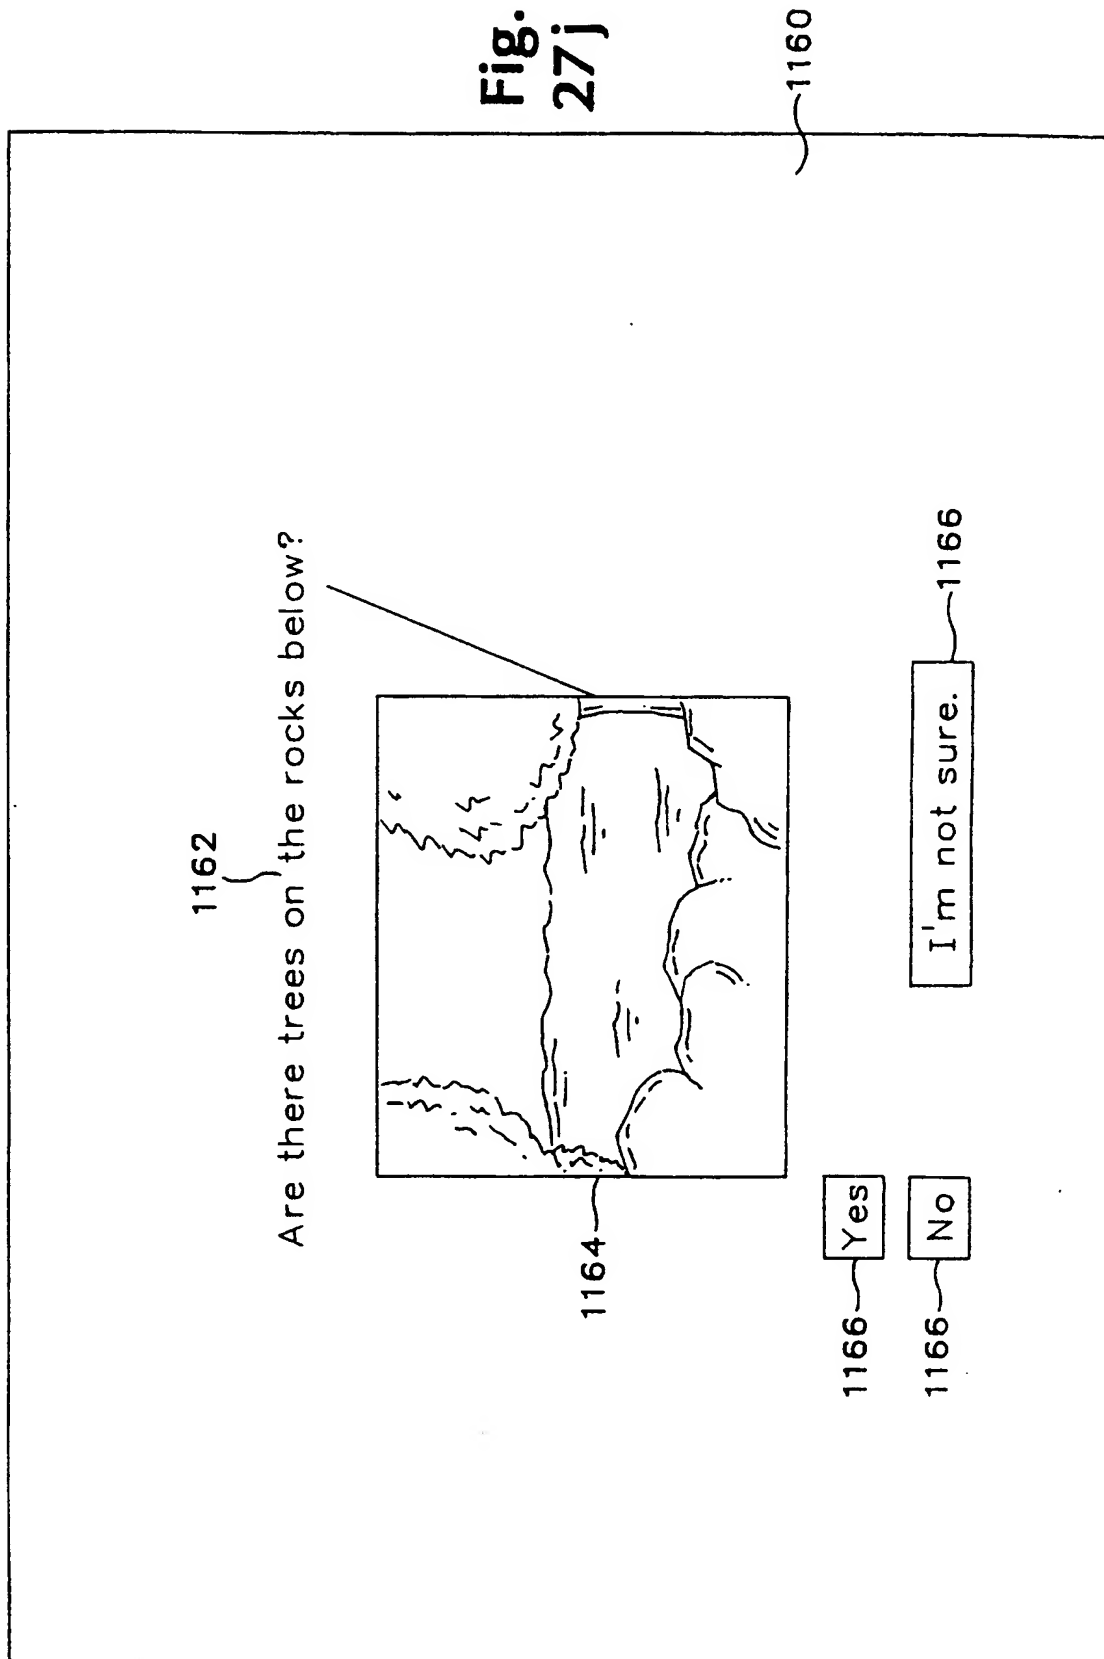 1162
Are there trees on the rocks below?
1164
1166 Yes
1166 No
I'm not sure. 1166
1160
Fig.
27j